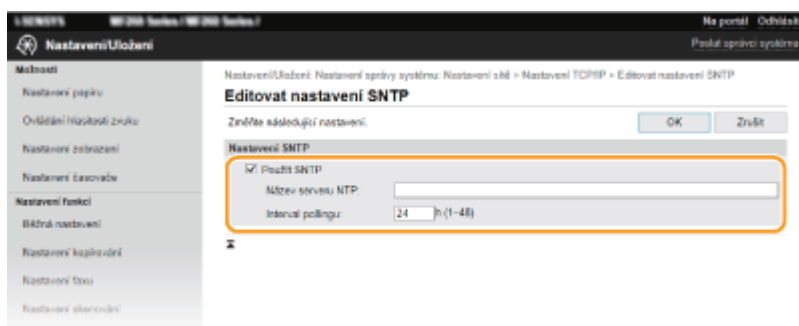 Na portál Odhlásit
Nastavení/Uložení
Poslat správci systému
Možnosti
Nastavení papíru
Ovládání hlasitosti zvuku
Nastavení zobrazení
Nastavení časovače
Nastavení funkcí
Běžná nastavení
Nastavení kopírování
Nastavení faxu
Nastavení skenování
Nastavení/Uložení: Nastavení správy systému: Nastavení sítě > Nastavení TCP/IP > Editovat nastavení SNTP
Editovat nastavení SNTP
Změňte následující nastavení.
OK
Zrušit
Nastavení SNTP
Použít SNTP
Název serveru NTP:
Interval pollingu:
24 h (1–48)